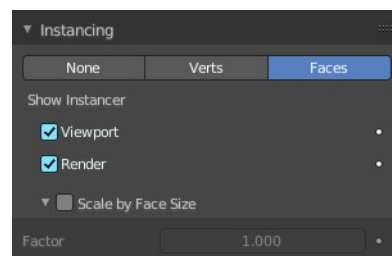 Instancing
None Verts Faces
Show Instancer
Viewport
Render
Scale by Face Size
Factor 1.000